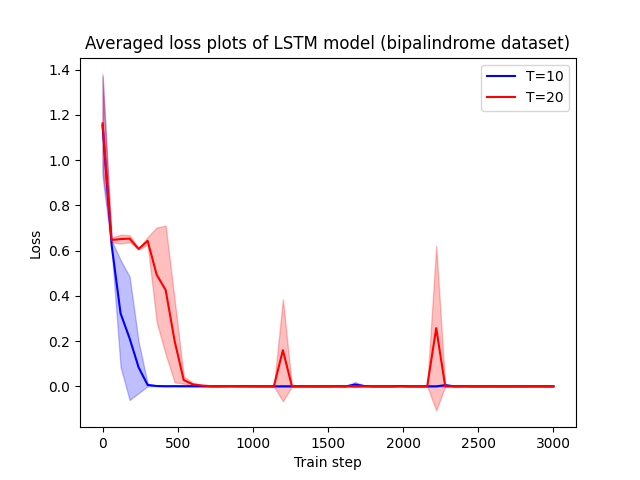 Averaged loss plots of LSTM model (bipalindrome dataset)
T=10
T=20
Loss
1.4
1.2
1.0
0.8
0.6
0.4
0.2
0.0
0 500 1000 1500 2000 2500 3000
Train step